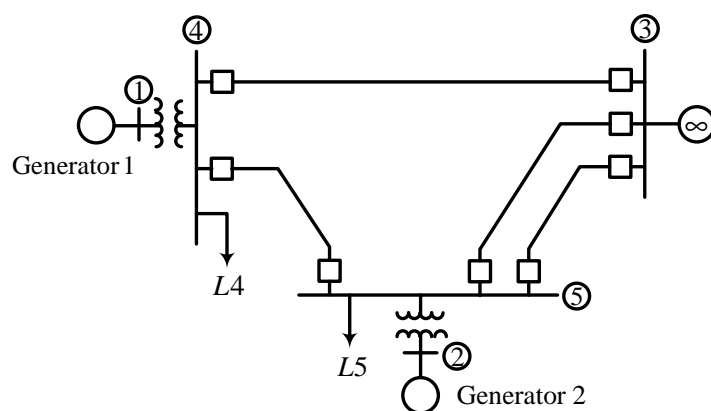 ④
③
①
∞
Generator 1
L4
⑤
②
L5
Generator 2